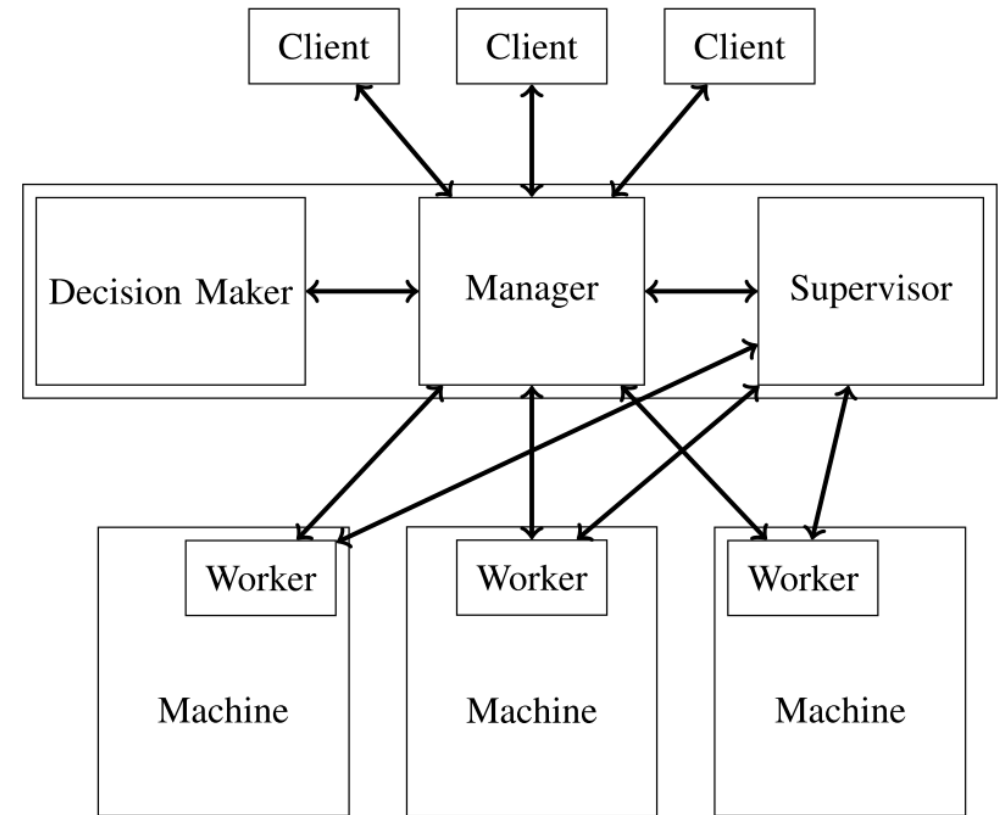 Client
Client
Client
Decision Maker
Manager
Supervisor
Worker
Worker
Worker
Machine
Machine
Machine